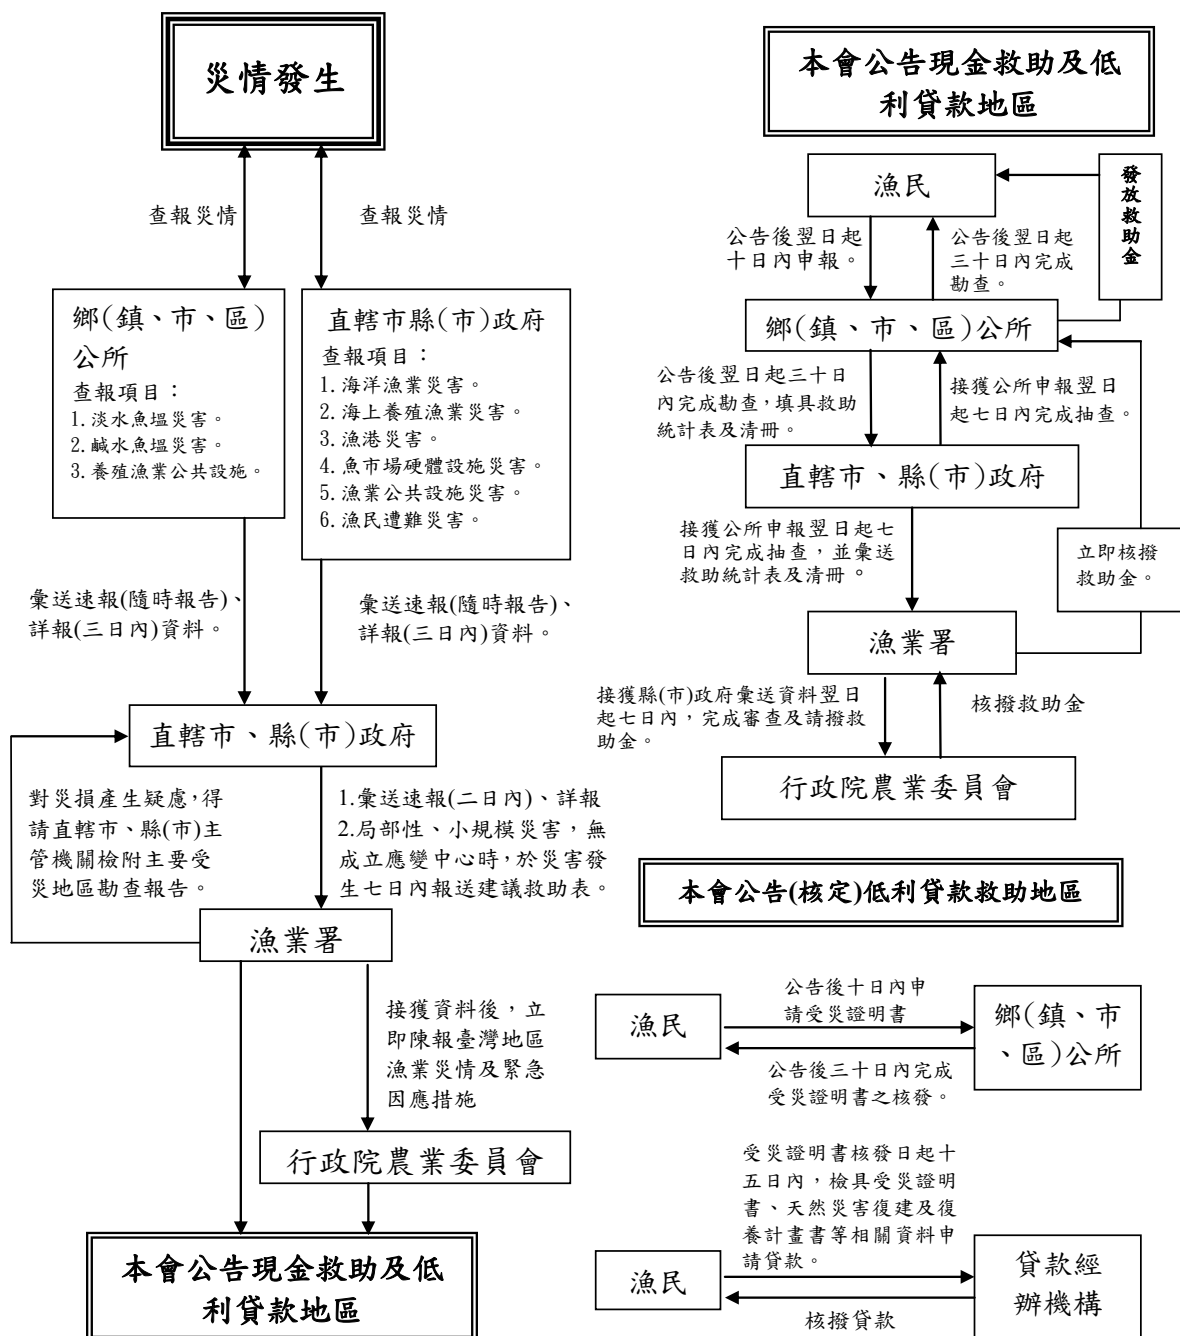 災情發生
查報災情
查報災情
鄉(鎮、市、區)
公所
查報項目：
1.淡水魚塭災害。
2.鹹水魚塭災害。
3.養殖漁業公共設施。
直轄市縣(市)政府
查報項目：
1.海洋漁業災害。
2.海上養殖漁業災害。
3.漁港災害。
4.魚市場硬體設施災害。
5.漁業公共設施災害。
6.漁民遭難災害。
彙送速報(隨時報告)、
詳報(三日內)資料。
彙送速報(隨時報告)、
詳報(三日內)資料。
直轄市、縣(市)政府
對災損產生疑慮,得
請直轄市、縣(市)主
管機關檢附主要受
災地區勘查報告。
1.彙送速報(二日內)、詳報
2.局部性、小規模災害，無
成立應變中心時，於災害發
生七日內報送建議救助表。
漁業署
接獲資料後，立
即陳報臺灣地區
漁業災情及緊急
因應措施
行政院農業委員會
本會公告現金救助及低
利貸款地區
本會公告現金救助及低
利貸款地區
漁民
發放救助金
公告後翌日起
十日內申報。
公告後翌日起
三十日內完成
勘查。
鄉(鎮、市、區)公所
公告後翌日起三十日
內完成勘查,填具救助
統計表及清冊。
接獲公所申報翌日
起七日內完成抽查。
直轄市、縣(市)政府
接獲公所申報翌日起七
日內完成抽查，並彙送
救助統計表及清冊。
立即核撥
救助金。
漁業署
接獲縣(市)政府彙送資料翌日
起七日內，完成審查及請撥救
助金。
核撥救助金
行政院農業委員會
本會公告(核定)低利貸款救助地區
漁民
公告後十日內申
請受災證明書
公告後三十日內完成
受災證明書之核發。
鄉(鎮、市
、區)公所
受災證明書核發日起十
五日內，檢具受災證明
書、天然災害復建及復
養計畫書等相關資料申
請貸款。
漁民
核撥貸款
貸款經
辦機構